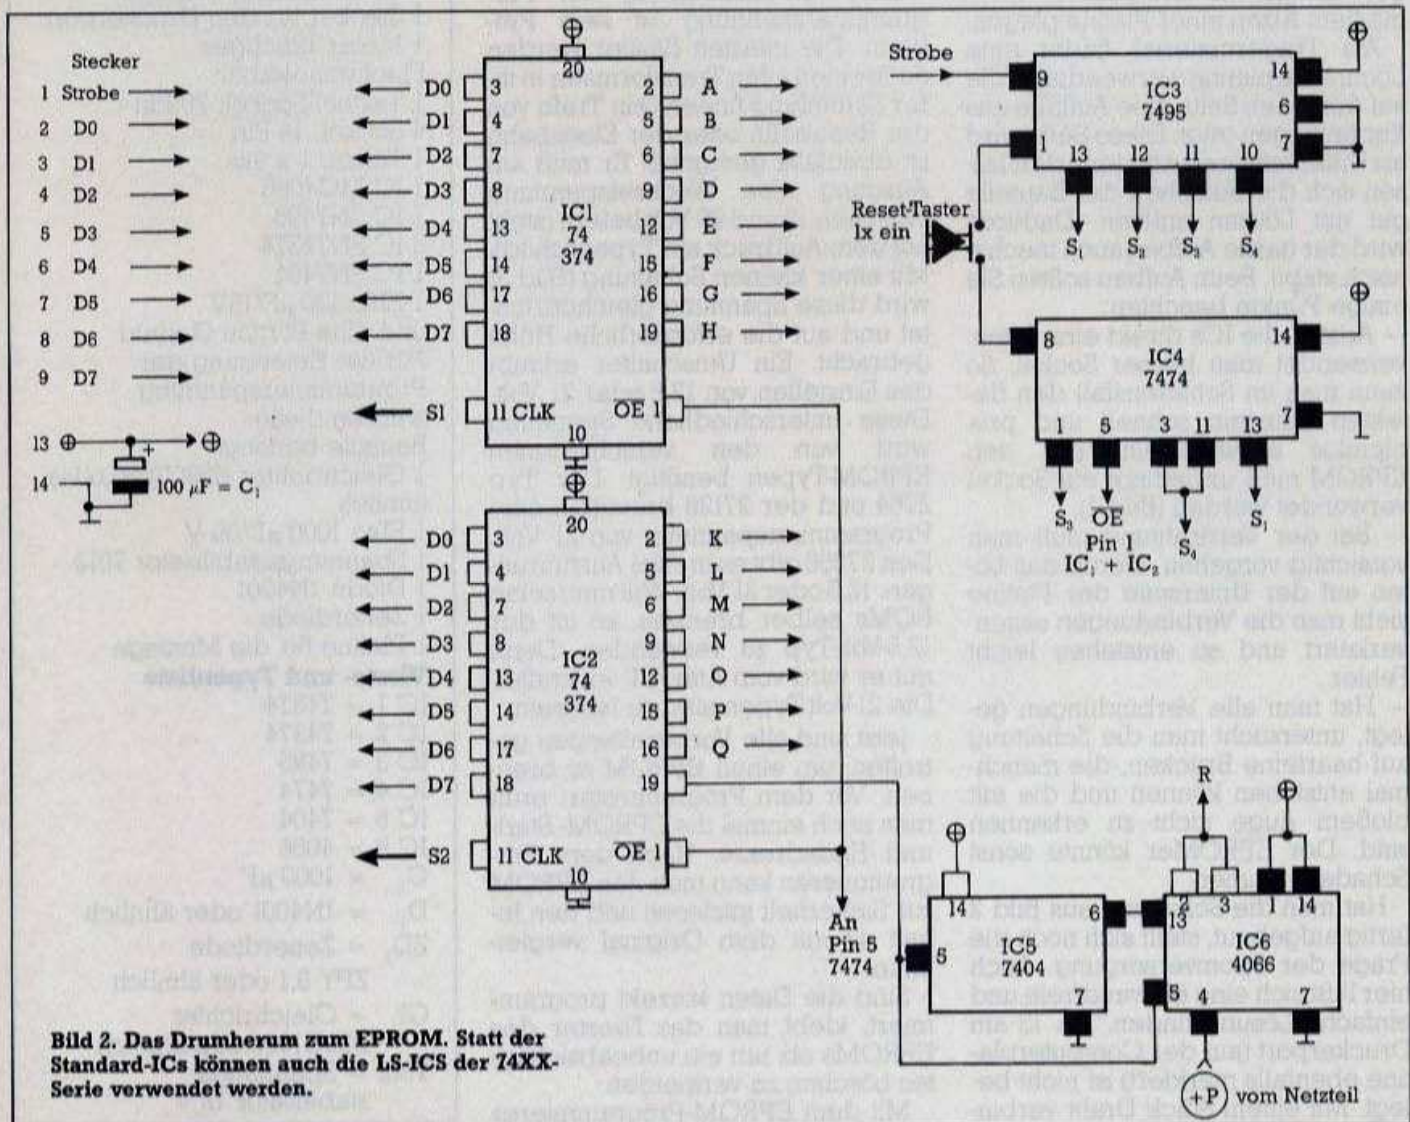 Stecker
1 Strobe
2 D0
3 D1
4 D2
5 D3
6 D4
7 D5
8 D6
9 D7
13
+
14
100 µF = C₁
20
D0 3 2 A
D1 4 5 B
D2 7 6 C
D3 8 9 D
IC1
74
374
D4 13 12 E
D5 14 15 F
D6 17 16 G
D7 18 19 H
S1 11 CLK OE 1
10
20
D0 3 2 K
D1 4 5 L
D2 7 6 M
D3 8 9 N
IC2
74
374
D4 13 12 O
D5 14 15 P
D6 17 16 Q
D7 18 19
S2 11 CLK OE 1
10
An
Pin 5
7474
Strobe
9 14
IC3
7495
6
1 7
13 12 11 10
S₁ S₂ S₃ S₄
Reset-Taster
1x ein
8 14
IC4
7474
7
1 5 3 11 13
S₃ OE S₄ S₁
Pin 1
IC₁ + IC₂
R
14 6
IC5
7404
5
7
13 2 3 14
IC6
4066
5 4 7
+P vom Netzteil
Bild 2. Das Drumherum zum EPROM. Statt der
Standard-ICs können auch die LS-ICS der 74XX-
Serie verwendet werden.